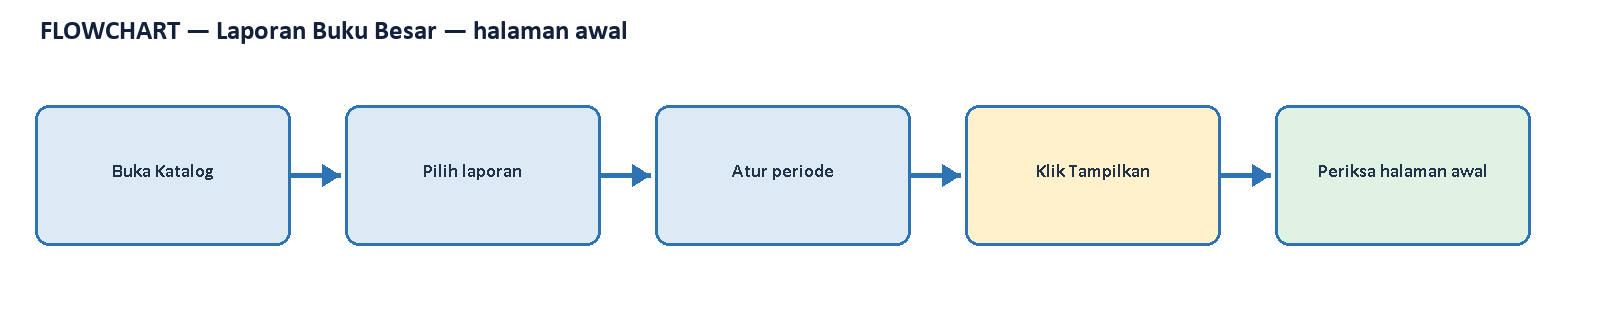 FLOWCHART — Laporan Buku Besar — halaman awal
Buka Katalog
Pilih laporan
Atur periode
Klik Tampilkan
Periksa halaman awal